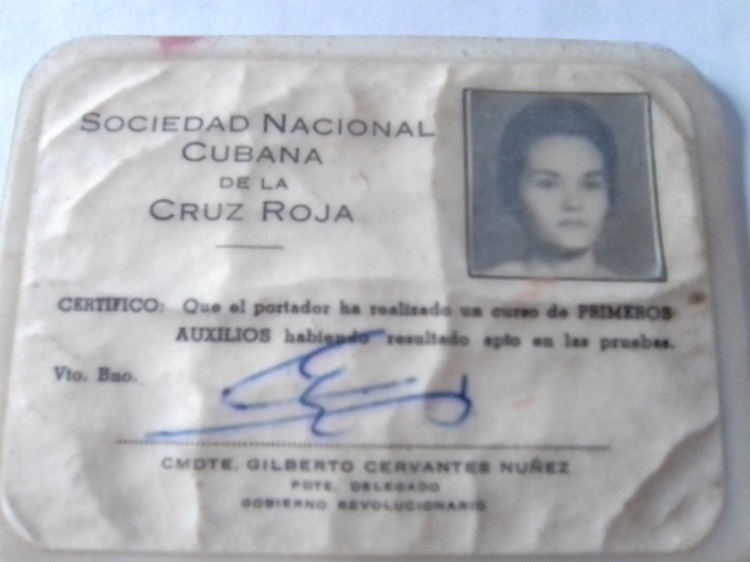 SOCIEDAD NACIONAL
CUBANA
DE LA
CRUZ ROJA
CERTIFICO: Que el portador ha realizado un curso de PRIMEROS
AUXILIOS habiendo resultado apto en las pruebas.
Vto. Bno.
CMDTE. GILBERTO CERVANTES NUÑEZ
PDTE. DELEGADO
GOBIERNO REVOLUCIONARIO